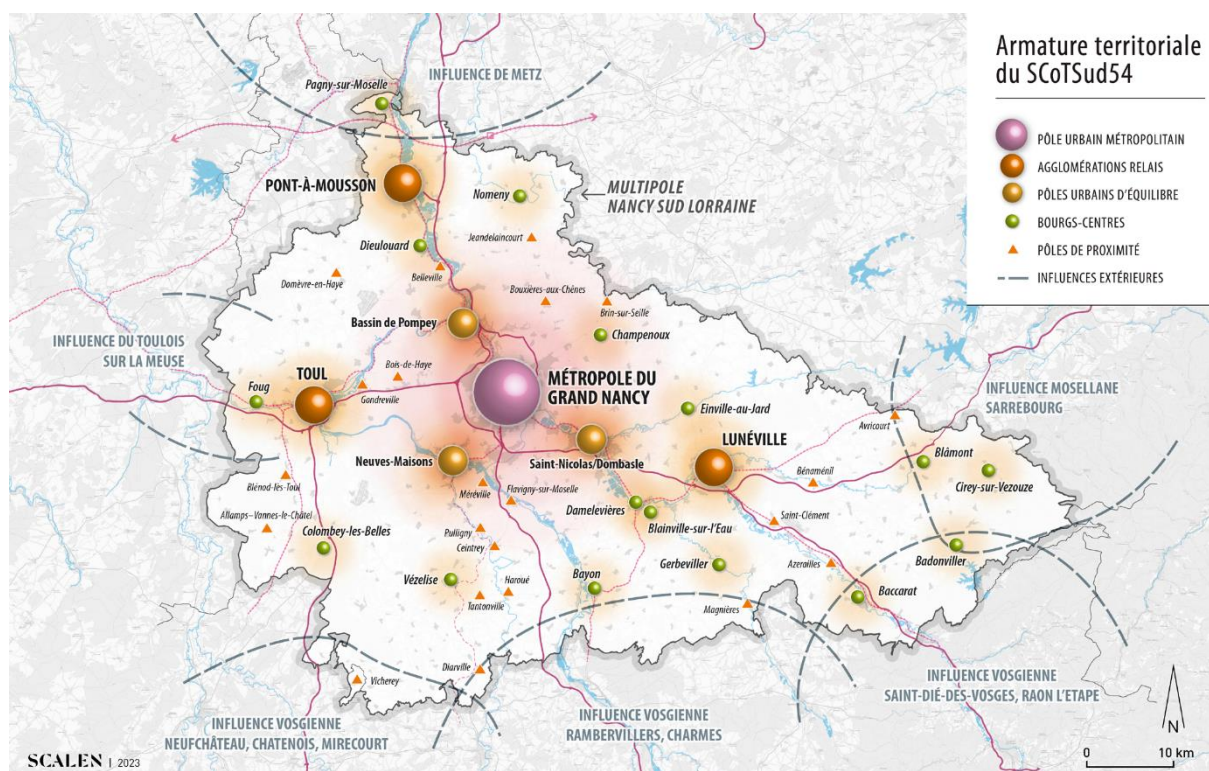 Armature territoriale
du SCoTSud54
PÔLE URBAIN MÉTROPOLITAIN
AGGLOMÉRATIONS RELAIS
PÔLES URBAINS D'ÉQUILIBRE
BOURGS-CENTRES
PÔLES DE PROXIMITÉ
INFLUENCES EXTÉRIEURES
INFLUENCE DE METZ
Pagny-sur-Moselle
PONT-À-MOUSSON
Nomeny
MULTIPOLE
NANCY SUD LORRAINE
Jeandelaincourt
Dieulouard
Belleville
Domèvre-en-Haye
Bouxières-aux-Chênes
Brin-sur-Seille
Bassin de Pompey
Champenoux
INFLUENCE DU TOULOIS
SUR LA MEUSE
TOUL
Bois-de-Haye
Foug
Gondreville
MÉTROPOLE DU
GRAND NANCY
INFLUENCE MOSELLANE
SARREBOURG
Einville-au-Jard
Avricourt
LUNÉVILLE
Neuves-Maisons
Saint-Nicolas/Dombasle
Blâmont
Bénaménil
Cirey-sur-Vezouze
Blénod-lès-Toul
Méréville
Flavigny-sur-Moselle
Damelevières
Allamps-Vannes-le-Châtel
Saint-Clément
Colombey-les-Belles
Pulligny
Blainville-sur-l'Eau
Ceintrey
Badonviller
Gerbeviller
Azerailles
Vézelise
Bayon
Haroué
Tantonville
Baccarat
Magnières
Diarville
Vicherey
INFLUENCE VOSGIENNE
SAINT-DIÉ-DES-VOSGES, RAON L'ETAPE
INFLUENCE VOSGIENNE
NEUFCHÂTEAU, CHATENOIS, MIRECOURT
INFLUENCE VOSGIENNE
RAMBERVILLERS, CHARMES
N
0 10 km
SCALEN | 2023